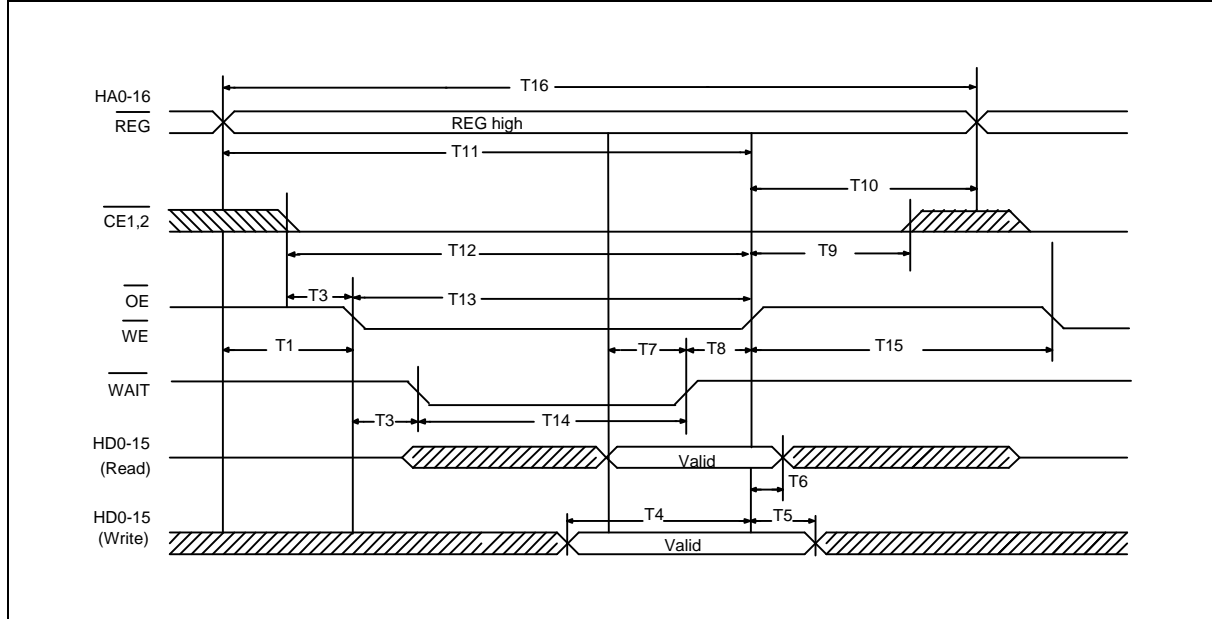 T16
HA0-16
REG
REG high
T11
T10
CE1,2
T12
T9
T3
T13
OE
WE
T1
T7
T8
T15
WAIT
T3
T14
HD0-15
(Read)
Valid
T6
HD0-15
(Write)
T4
T5
Valid